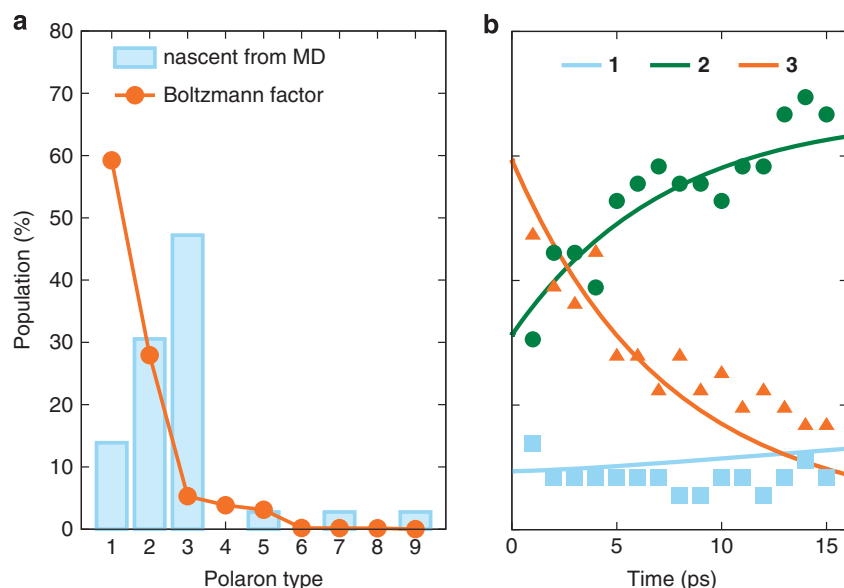 a
80
70
60
50
40
30
20
10
0
Population (%)
nascent from MD
Boltzmann factor
1 2 3 4 5 6 7 8 9
Polaron type
b
1 2 3
0 5 10 15
Time (ps)